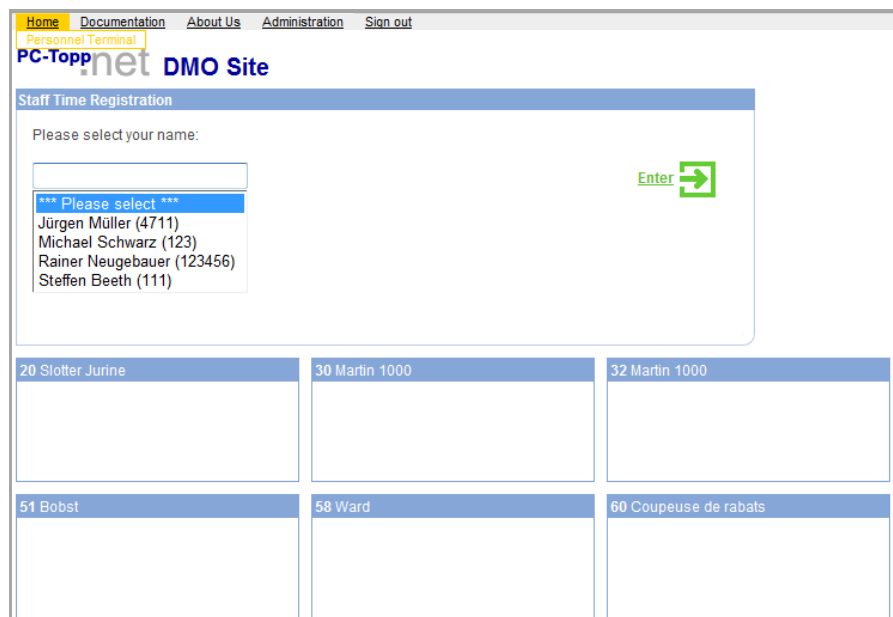 Home Documentation About Us Administration Sign out
Personnel Terminal
PC-Topp.net DMO Site
Staff Time Registration
Please select your name:
Enter
*** Please select ***
Jürgen Müller (4711)
Michael Schwarz (123)
Rainer Neugebauer (123456)
Steffen Beeth (111)
20 Slotter Jurine 30 Martin 1000 32 Martin 1000
51 Bobst 58 Ward 60 Coupeuse de rabats